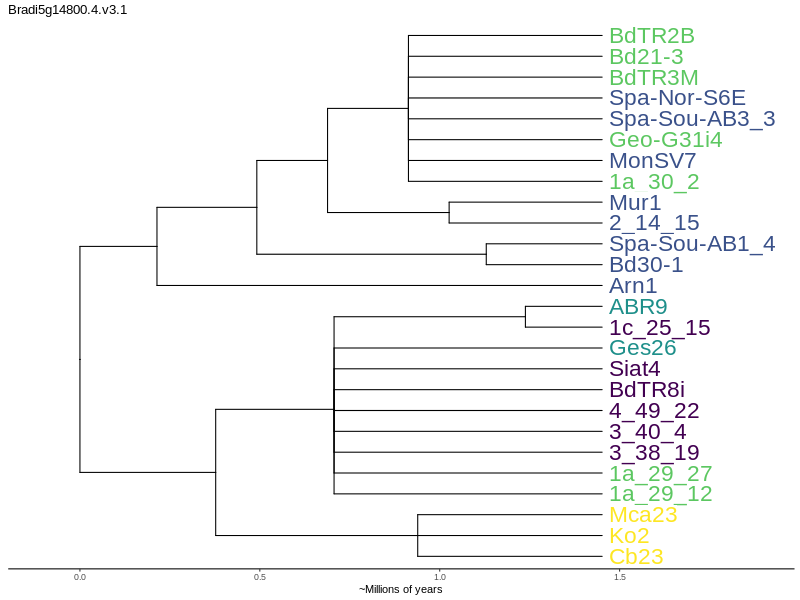 Bradi5g14800.4.v3.1
BdTR2B
Bd21-3
BdTR3M
Spa-Nor-S6E
Spa-Sou-AB3_3
Geo-G31i4
MonSV7
1a_30_2
Mur1
2_14_15
Spa-Sou-AB1_4
Bd30-1
Arn1
ABR9
1c_25_15
Ges26
Siat4
BdTR8i
4_49_22
3_40_4
3_38_19
1a_29_27
1a_29_12
Mca23
Ko2
Cb23
0.0 0.5 1.0 1.5
~Millions of years